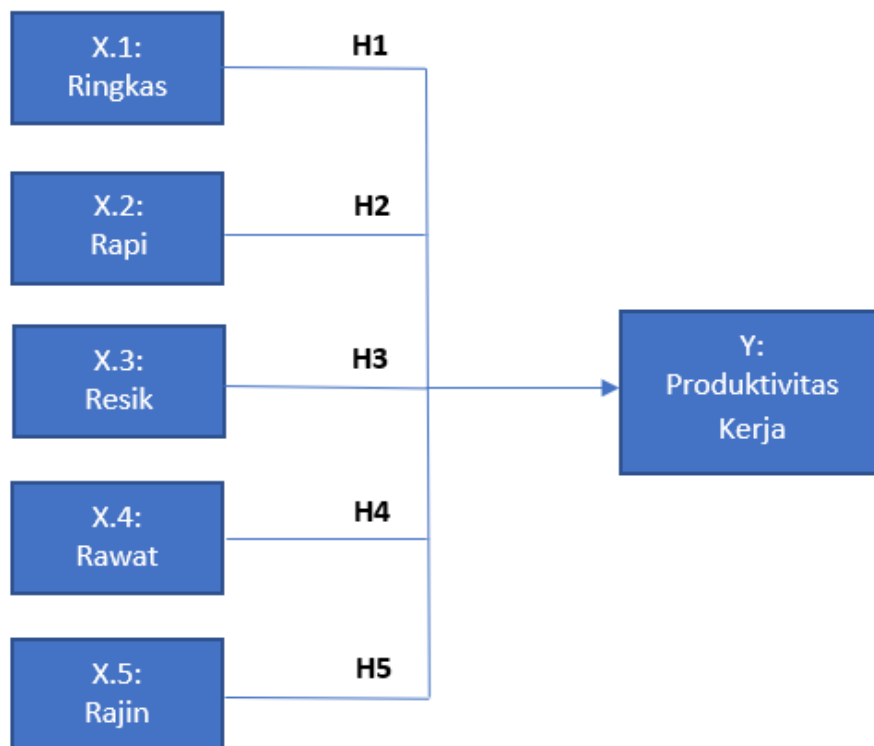 X.1:
Ringkas
H1
X.2:
Rapi
H2
X.3:
Resik
H3
X.4:
Rawat
H4
X.5:
Rajin
H5
Y:
Produktivitas
Kerja